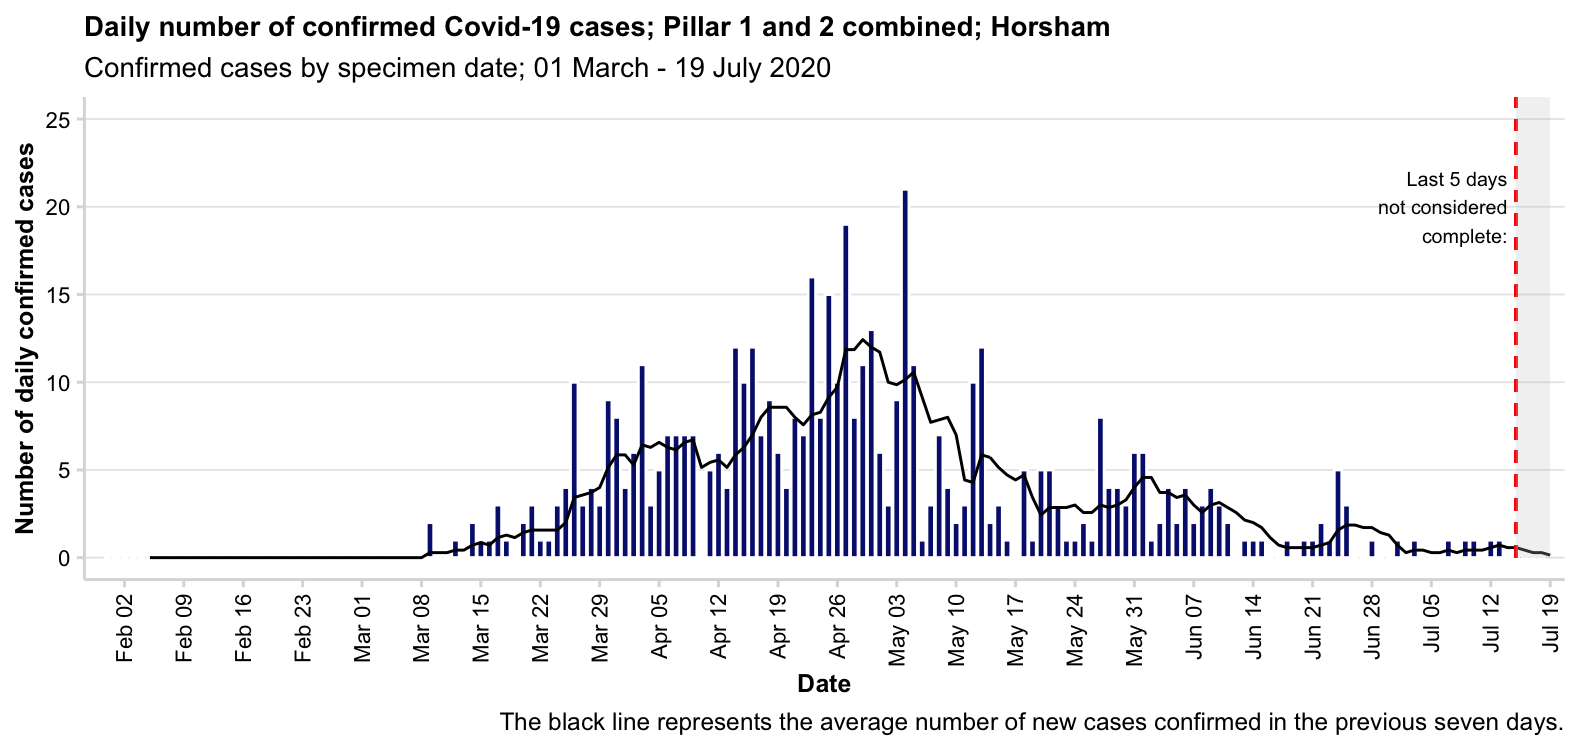 Daily number of confirmed Covid-19 cases; Pillar 1 and 2 combined; Horsham
Confirmed cases by specimen date; 01 March - 19 July 2020
Number of daily confirmed cases
25
20
15
10
5
0
Last 5 days
not considered
complete:
Feb 02
Feb 09
Feb 16
Feb 23
Mar 01
Mar 08
Mar 15
Mar 22
Mar 29
Apr 05
Apr 12
Apr 19
Apr 26
May 03
May 10
May 17
May 24
May 31
Jun 07
Jun 14
Jun 21
Jun 28
Jul 05
Jul 12
Jul 19
Date
The black line represents the average number of new cases confirmed in the previous seven days.